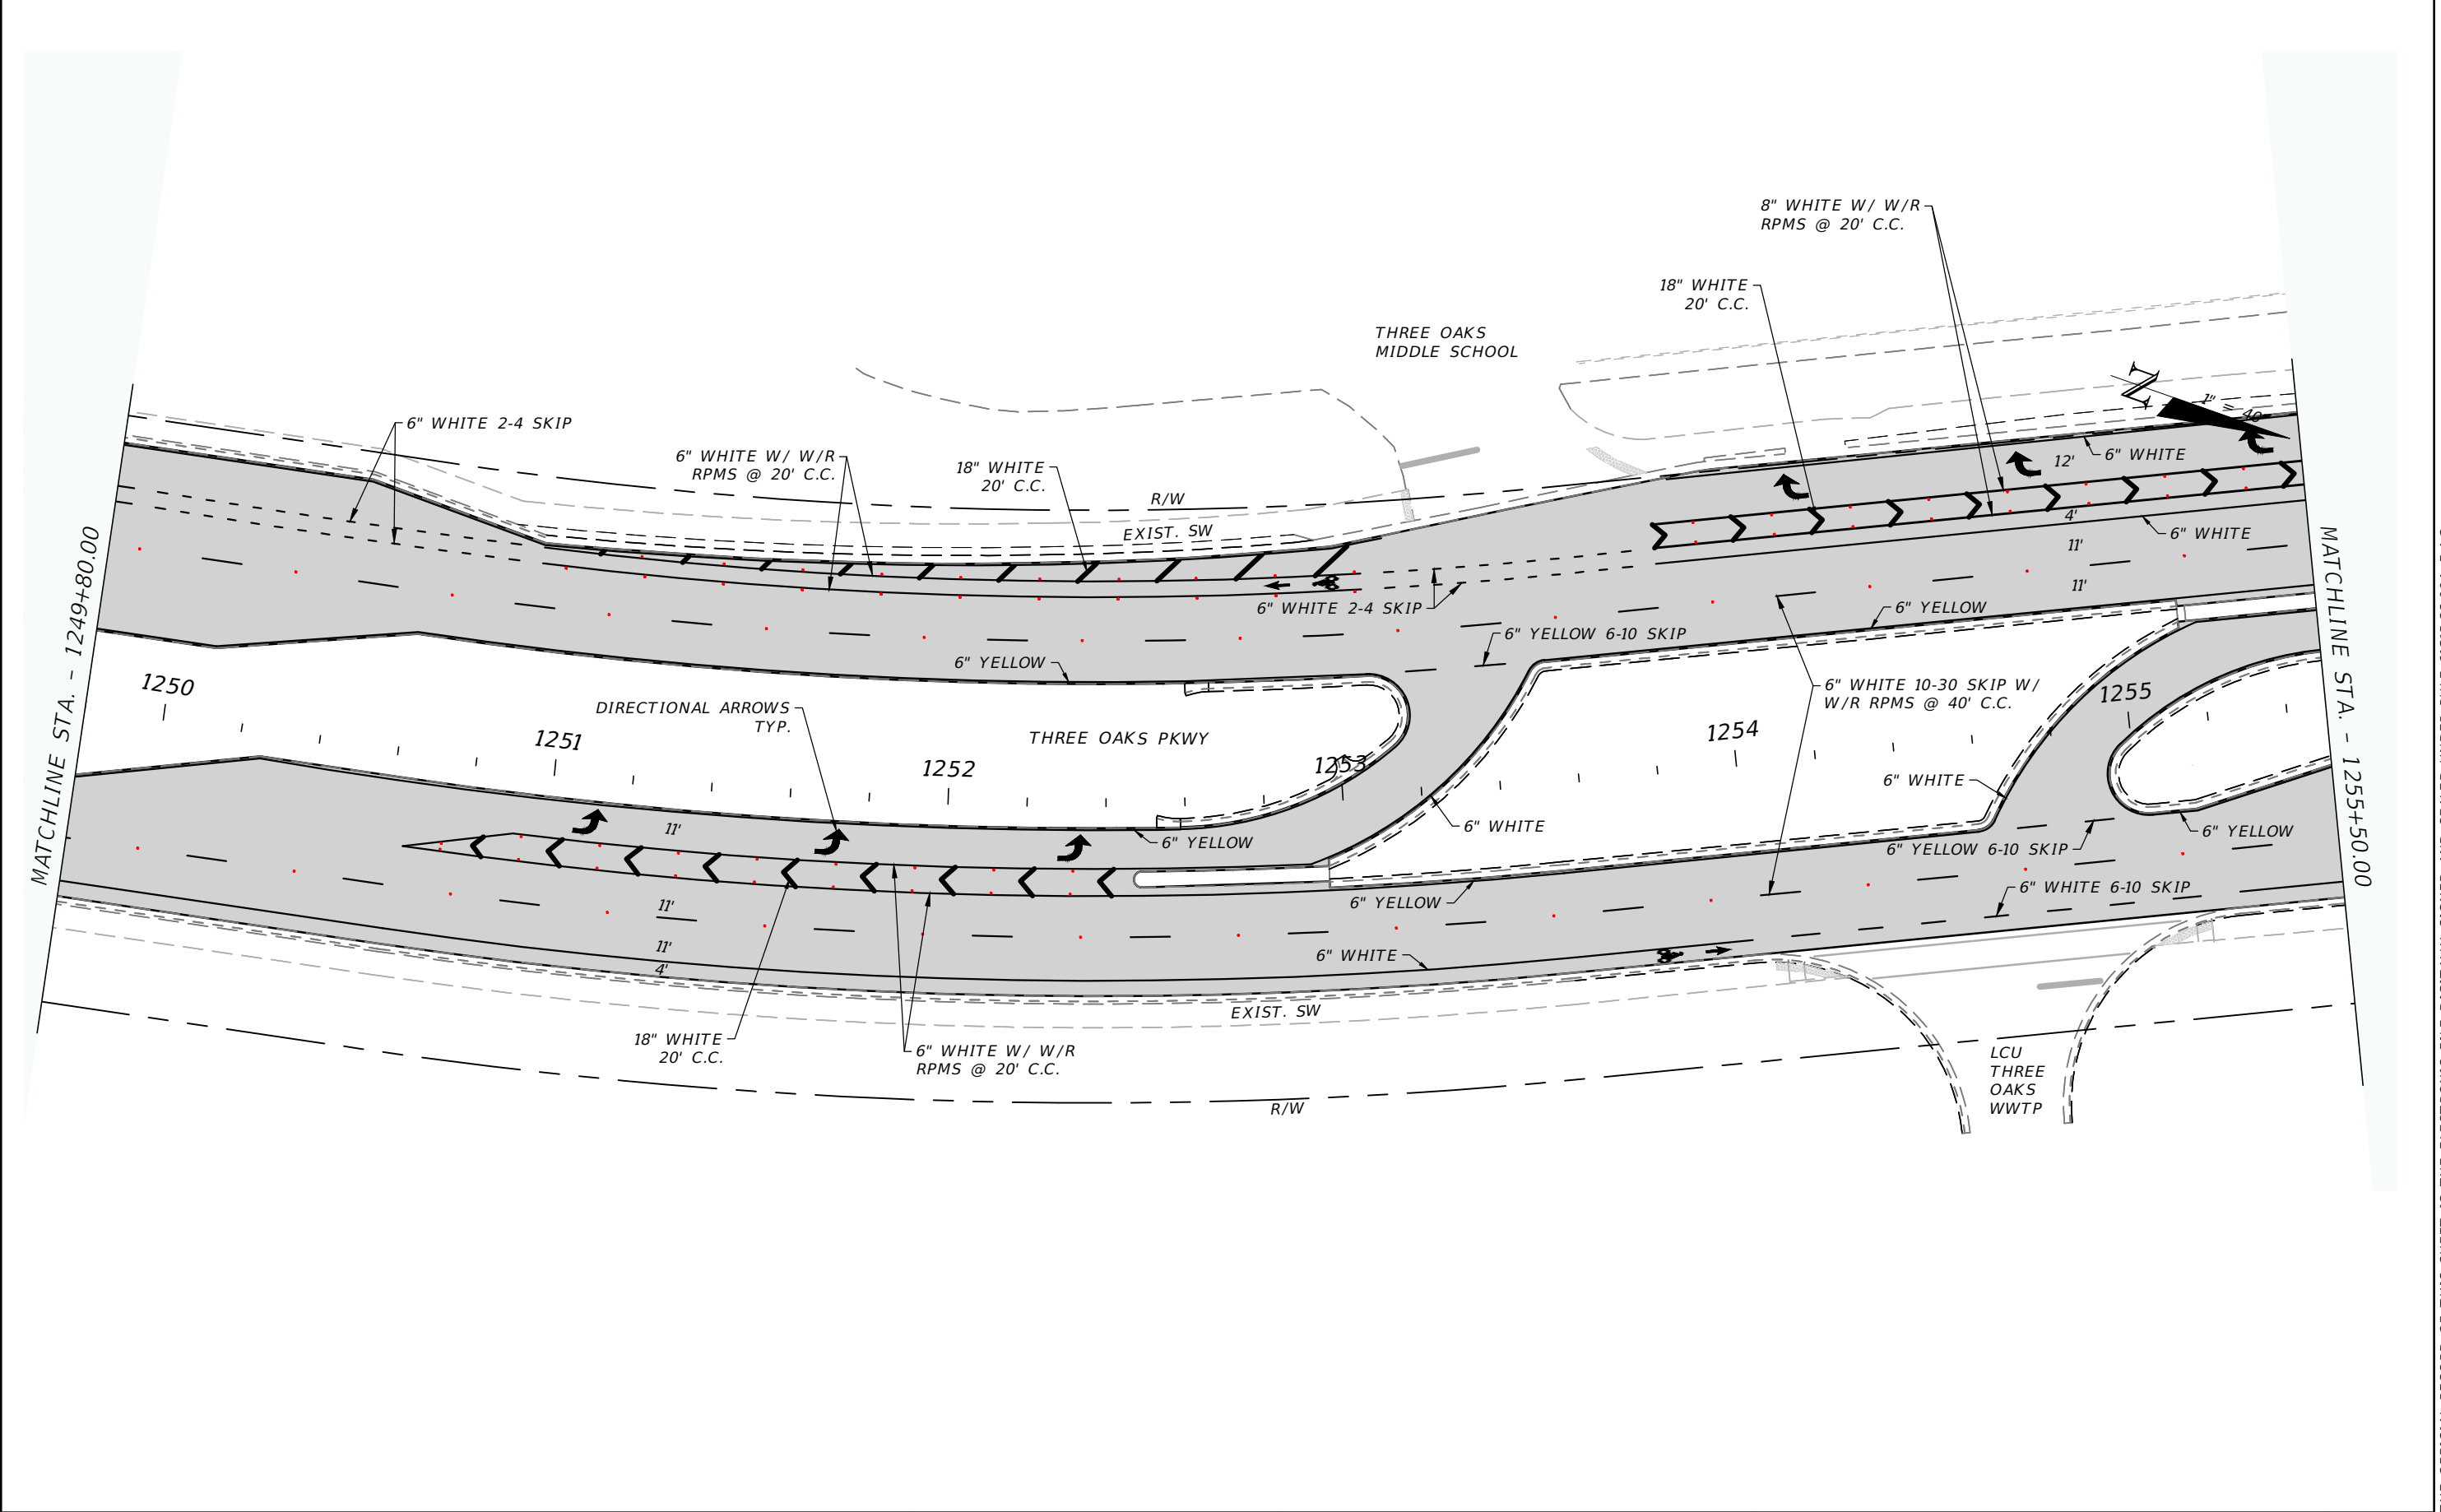 8" WHITE W/ W/R
RPMS @ 20' C.C.
18" WHITE
20' C.C.
THREE OAKS
MIDDLE SCHOOL
N
1" = 40'
6" WHITE 2-4 SKIP
6" WHITE W/ W/R
RPMS @ 20' C.C.
18" WHITE
20' C.C.
R/W
EXIST. SW
12'
6" WHITE
4'
6" WHITE
11'
11'
6" WHITE 2-4 SKIP
6" YELLOW
6" YELLOW 6-10 SKIP
6" YELLOW
MATCHLINE STA. - 1249+80.00
MATCHLINE STA. - 1255+50.00
1250
1251
1252
1253
1254
1255
DIRECTIONAL ARROWS
TYP.
THREE OAKS PKWY
6" WHITE 10-30 SKIP W/
W/R RPMS @ 40' C.C.
6" WHITE
6" WHITE
11'
6" YELLOW
6" YELLOW
6" YELLOW 6-10 SKIP
6" WHITE 6-10 SKIP
6" YELLOW
11'
11'
4'
6" WHITE
EXIST. SW
18" WHITE
20' C.C.
6" WHITE W/ W/R
RPMS @ 20' C.C.
R/W
LCU
THREE
OAKS
WWTP